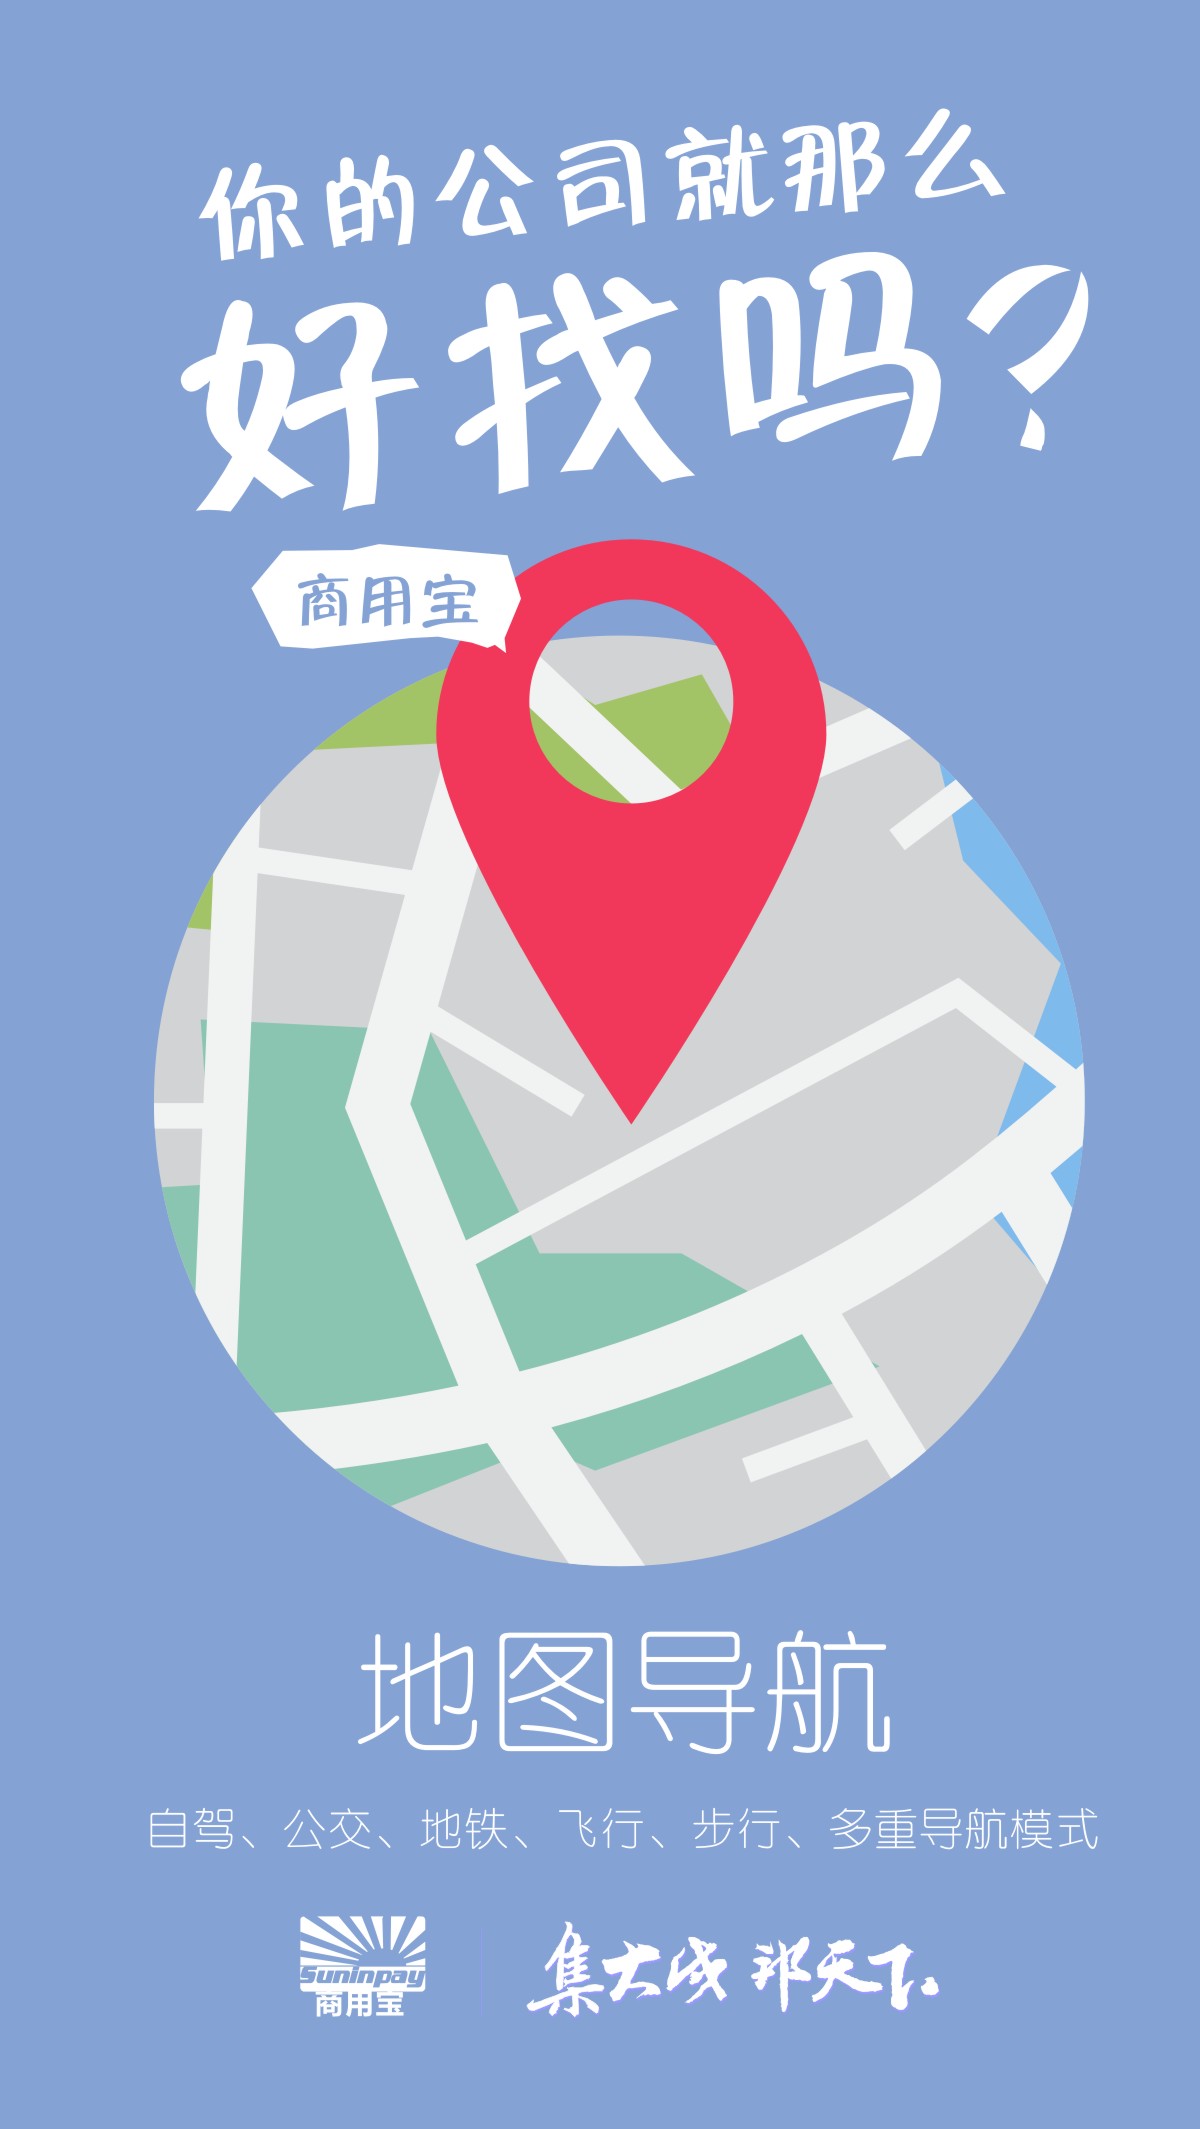 你的公司就那么
好找吗?
商用宝
地图导航
自驾、公交、地铁、飞行、步行、多重导航模式
Suninpay
商用宝
集大成 邦天下.